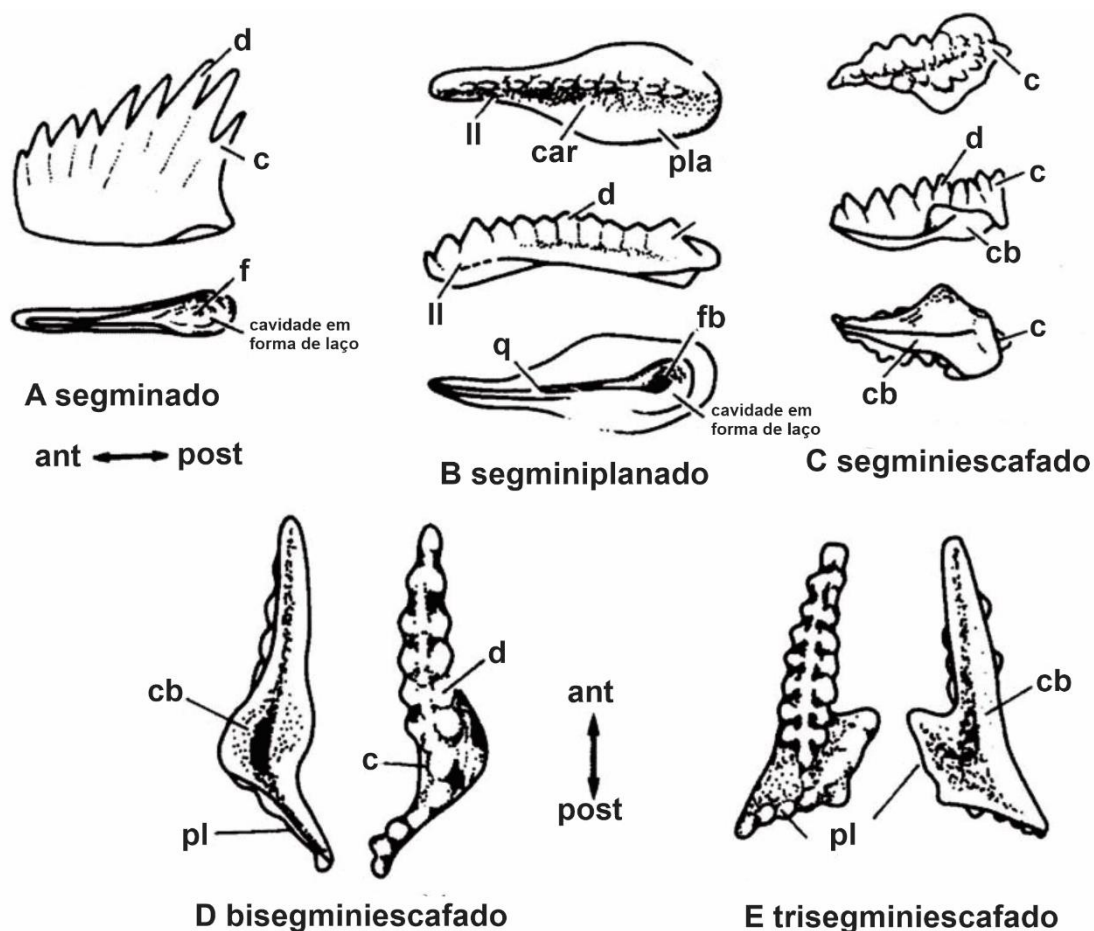 d
c
f
cavidade em
forma de laço
A segminado
ant post
ll
car
pla
d
ll
fb
q
cavidade em
forma de laço
B segminiplanado
c
d
c
cb
c
cb
C segminiescafado
cb
pl
d
c
D bisegminiescafado
ant
post
cb
pl
E trisegminiescafado